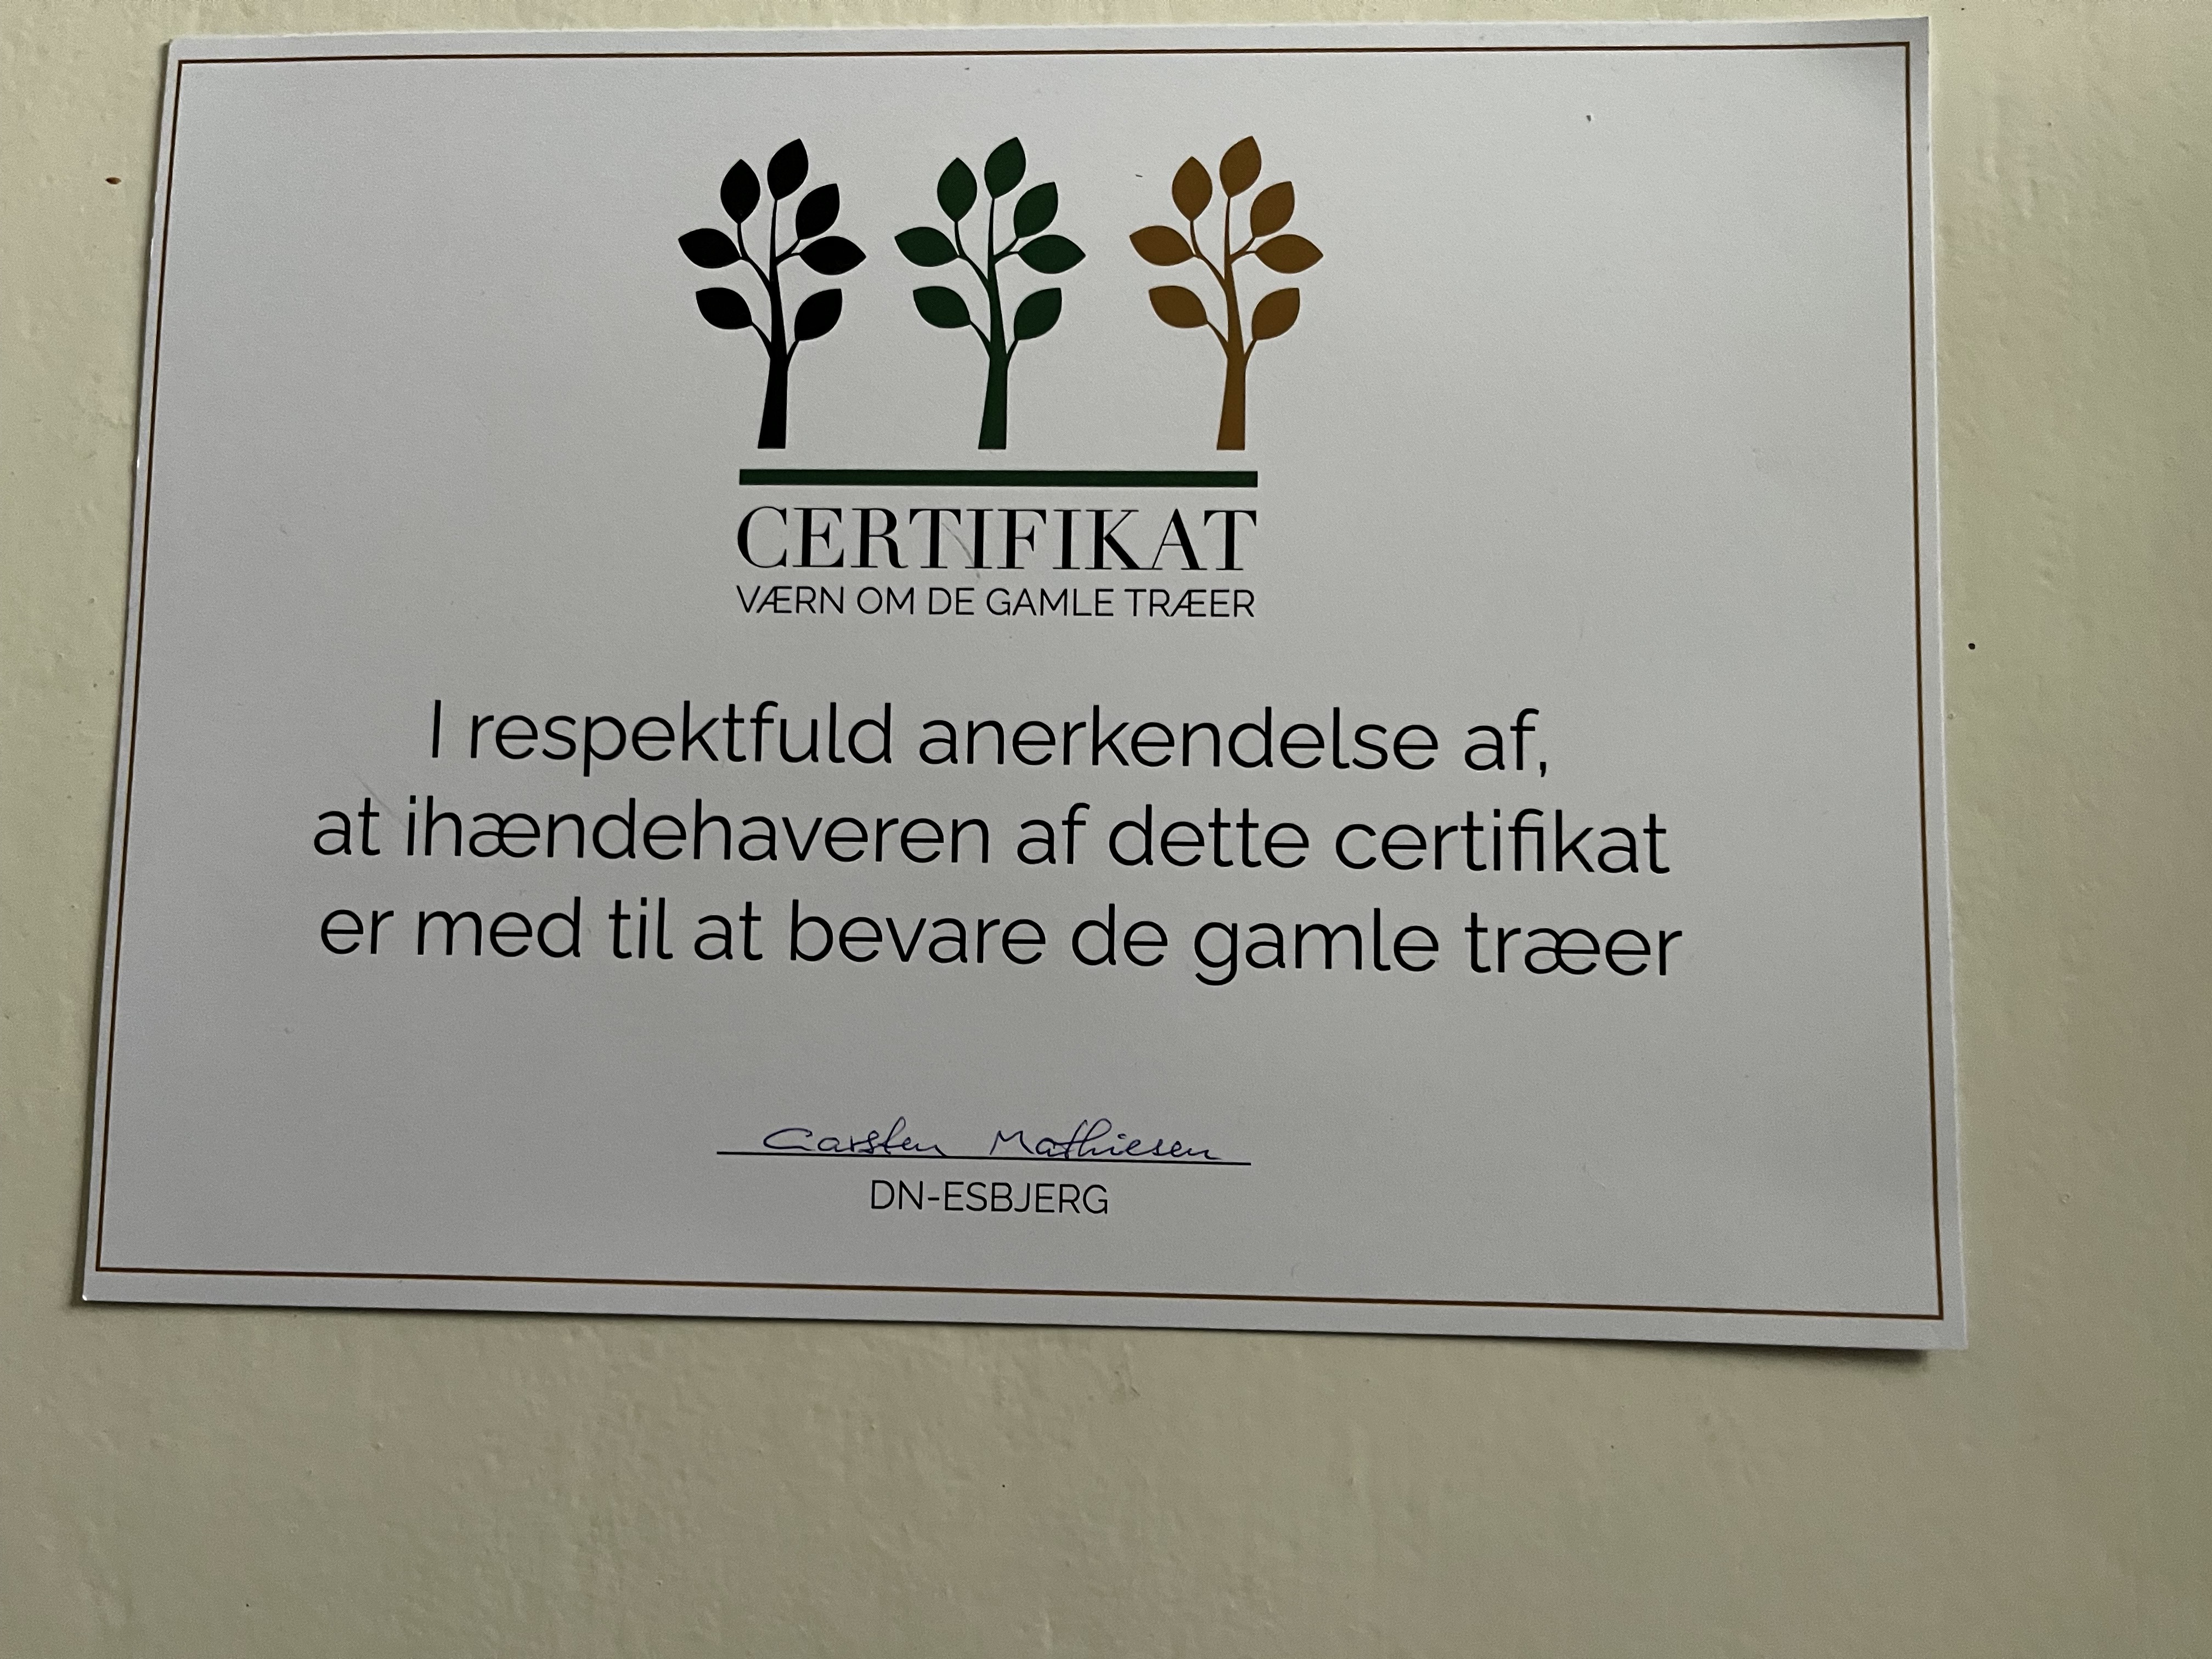 CERTIFIKAT
VÆRN OM DE GAMLE TRÆER
I respektfuld anerkendelse af,
at ihændehaveren af dette certifikat
er med til at bevare de gamle træer
Carsten Mathiesen
DN-ESBJERG